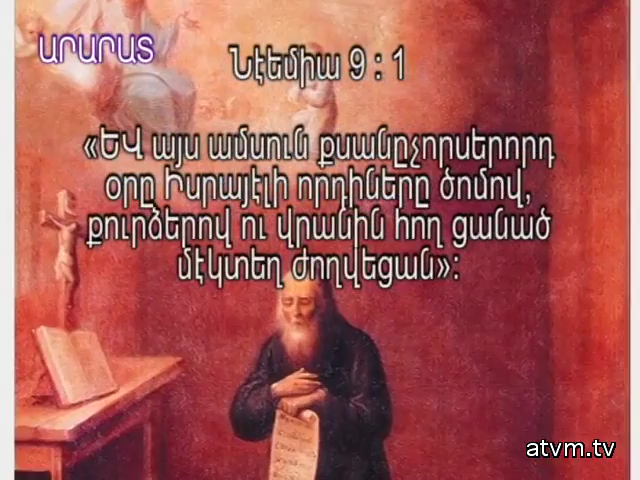 ԱՐԱՐԱՏ
Նէեմիա 9 : 1
«ԵՎ այս ամսուն քսանըչորսերորդ
օրը Իսրայէլի որդիները ծոմով,
քուրձերով ու վրանին հող ցանած
մէկտեղ ժողվեցան»:
atvm.tv